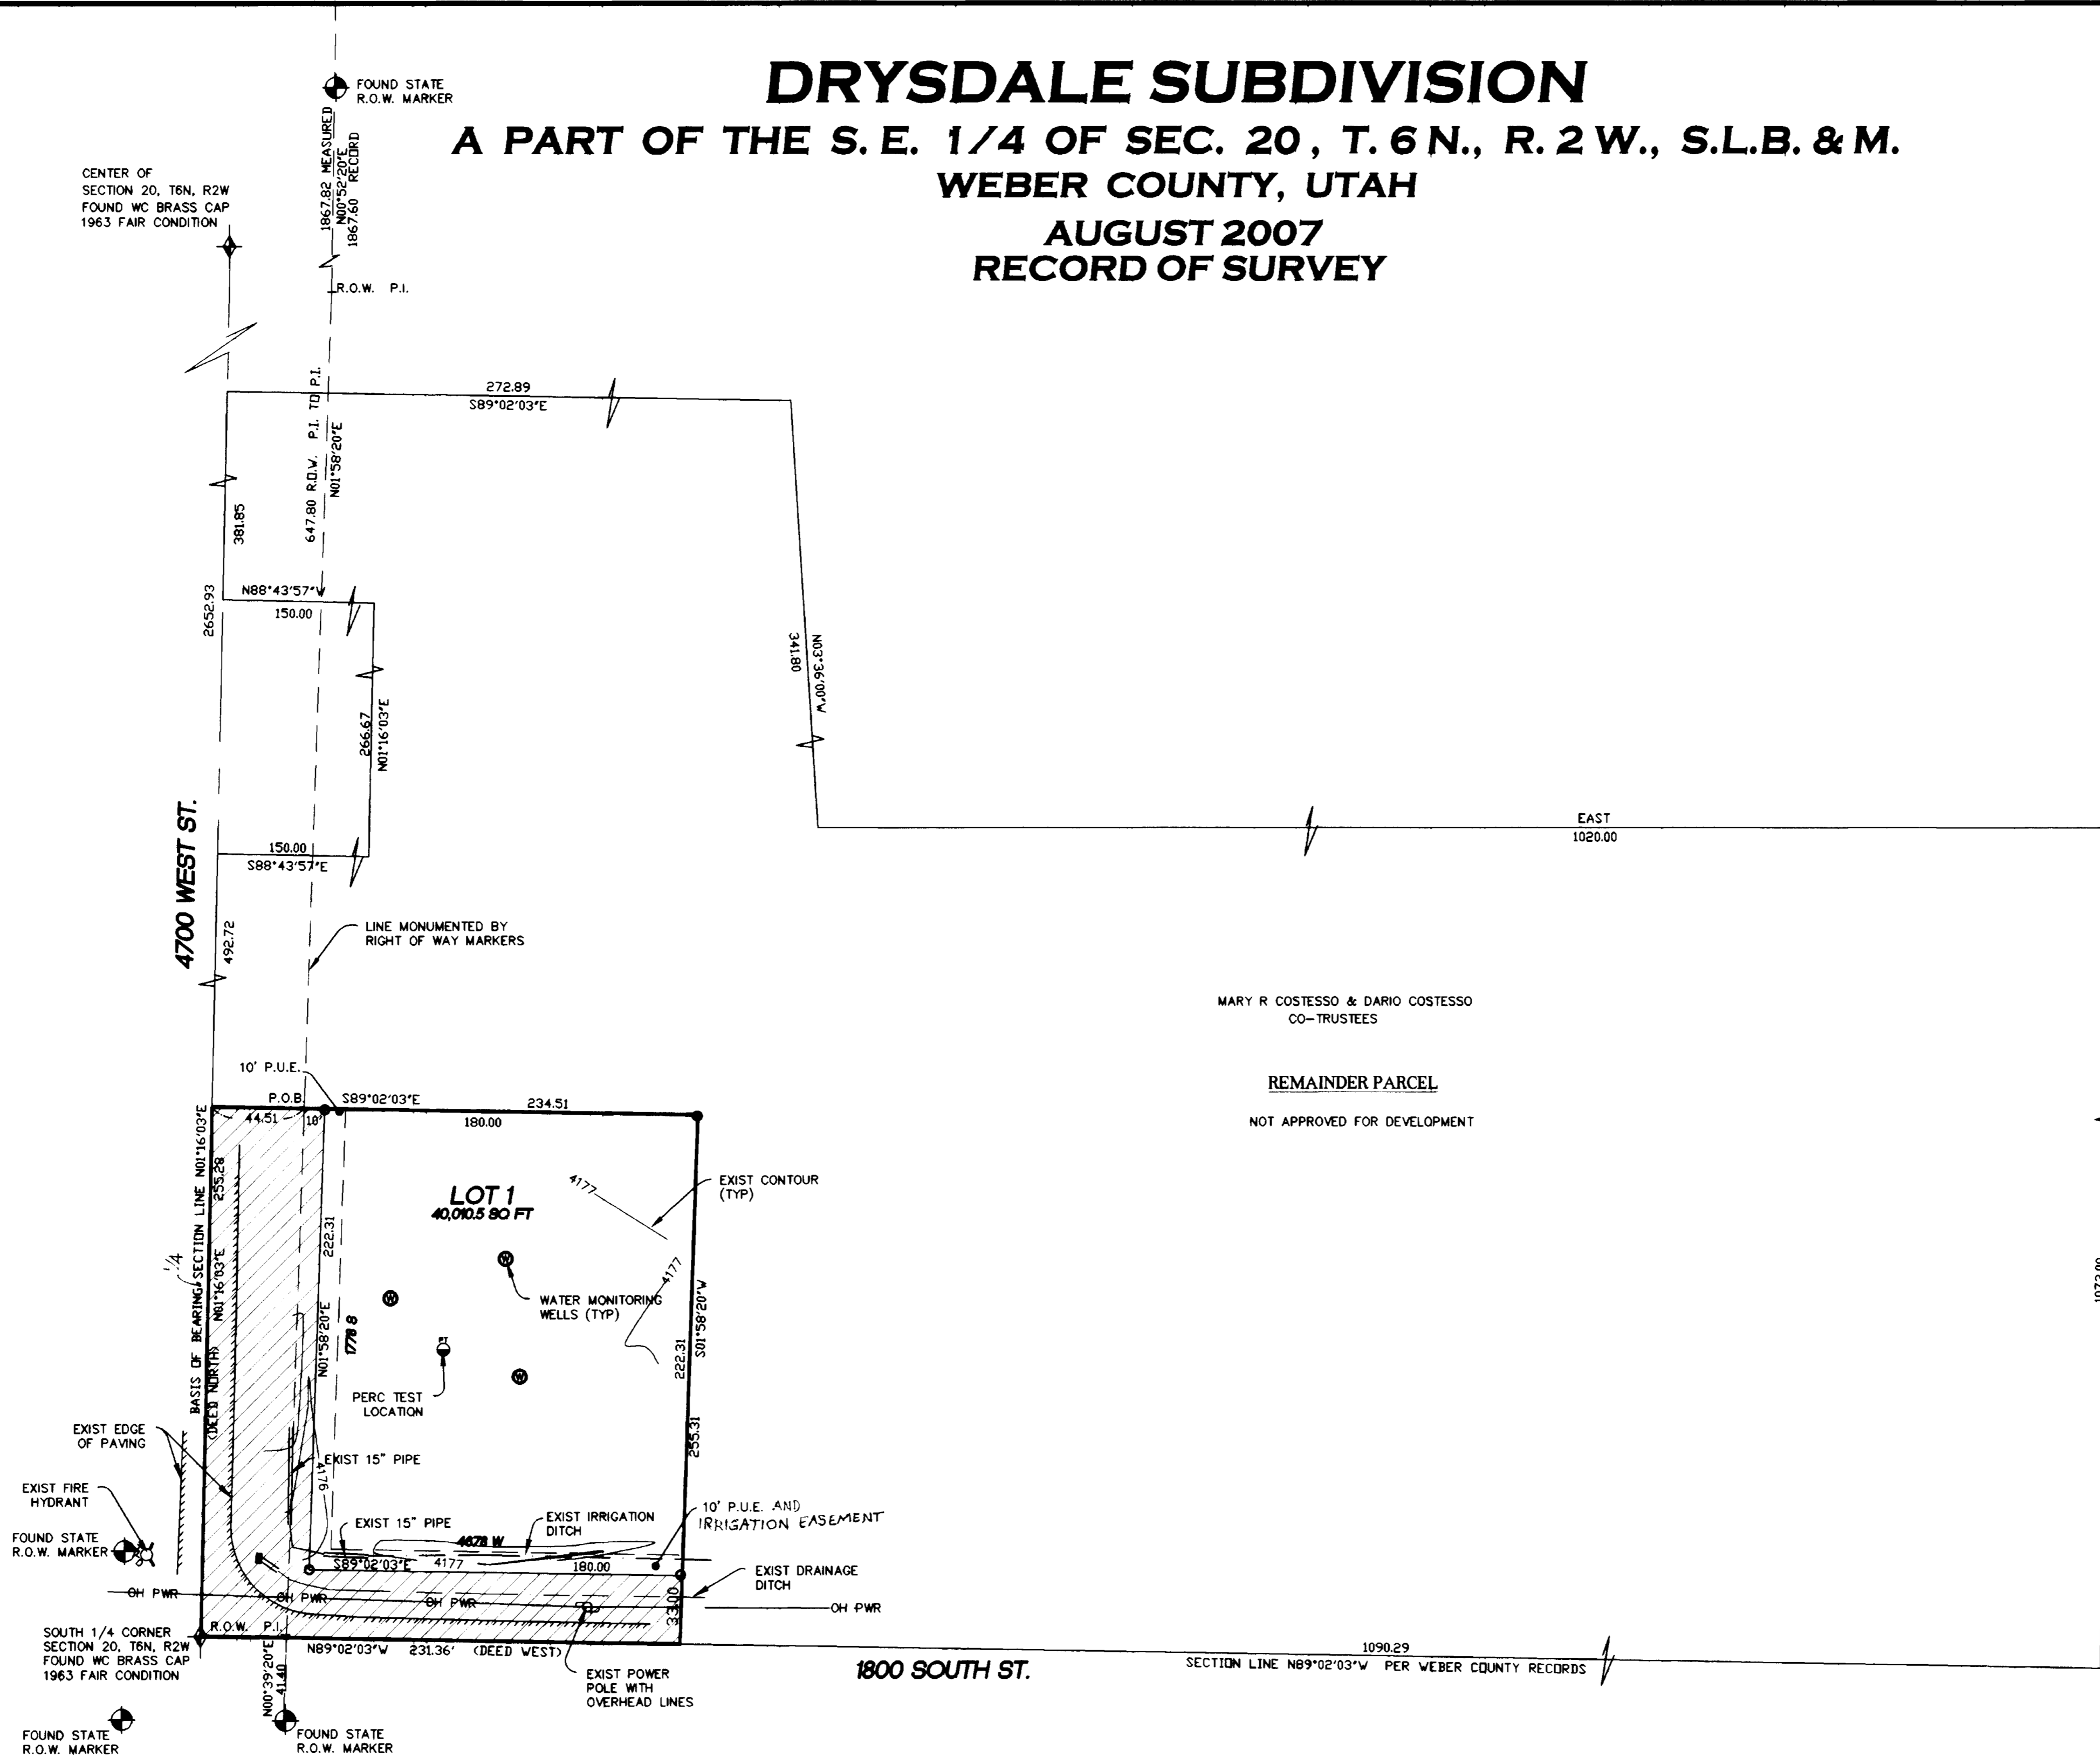 DRYSDALE SUBDIVISION
A PART OF THE S.E. 1/4 OF SEC. 20, T. 6 N., R. 2 W., S.L.B. & M.
WEBER COUNTY, UTAH
AUGUST 2007
RECORD OF SURVEY
FOUND STATE
R.O.W. MARKER
1867.82 MEASURED
N00°52'20"E
1867.60 RECORD
CENTER OF
SECTION 20, T6N, R2W
FOUND WC BRASS CAP
1963 FAIR CONDITION
R.O.W. P.I.
647.80 R.O.W. P.I. TO P.I.
N01°58'20"E
272.89
S89°02'03"E
381.85
2652.93
N88°43'57"W
150.00
266.67
N01°16'03"E
341.80
N03°36'00"W
EAST
1020.00
150.00
S88°43'57"E
4700 WEST ST.
492.72
LINE MONUMENTED BY
RIGHT OF WAY MARKERS
MARY R COSTESSO & DARIO COSTESSO
CO-TRUSTEES
REMAINDER PARCEL
NOT APPROVED FOR DEVELOPMENT
10' P.U.E.
P.O.B.
S89°02'03"E
234.51
44.51
10'
180.00
LOT 1
40,010.5 SQ FT
4177
EXIST CONTOUR
(TYP)
4177
BASIS OF BEARING SECTION LINE N01°16'03"E
1/4
255.28
N01°16'03"E
(DEED NORTH)
222.31
N01°58'20"E
1778 S
WATER MONITORING
WELLS (TYP)
PT
PERC TEST
LOCATION
222.31
S01°58'20"W
255.31
1073.00
EXIST EDGE
OF PAVING
EXIST 15" PIPE
4176
EXIST FIRE
HYDRANT
FOUND STATE
R.O.W. MARKER
EXIST 15" PIPE
4678 W
EXIST IRRIGATION
DITCH
10' P.U.E. AND
IRRIGATION EASEMENT
S89°02'03"E
4177
180.00
EXIST DRAINAGE
DITCH
OH PWR
OH PWR
OH PWR
OH PWR
33.00
R.O.W. P.I.
SOUTH 1/4 CORNER
SECTION 20, T6N, R2W
FOUND WC BRASS CAP
1963 FAIR CONDITION
N89°02'03"W 231.36' (DEED WEST)
N00°39'20"E
41.40
EXIST POWER
POLE WITH
OVERHEAD LINES
1800 SOUTH ST.
1090.29
SECTION LINE N89°02'03"W PER WEBER COUNTY RECORDS
FOUND STATE
R.O.W. MARKER
FOUND STATE
R.O.W. MARKER